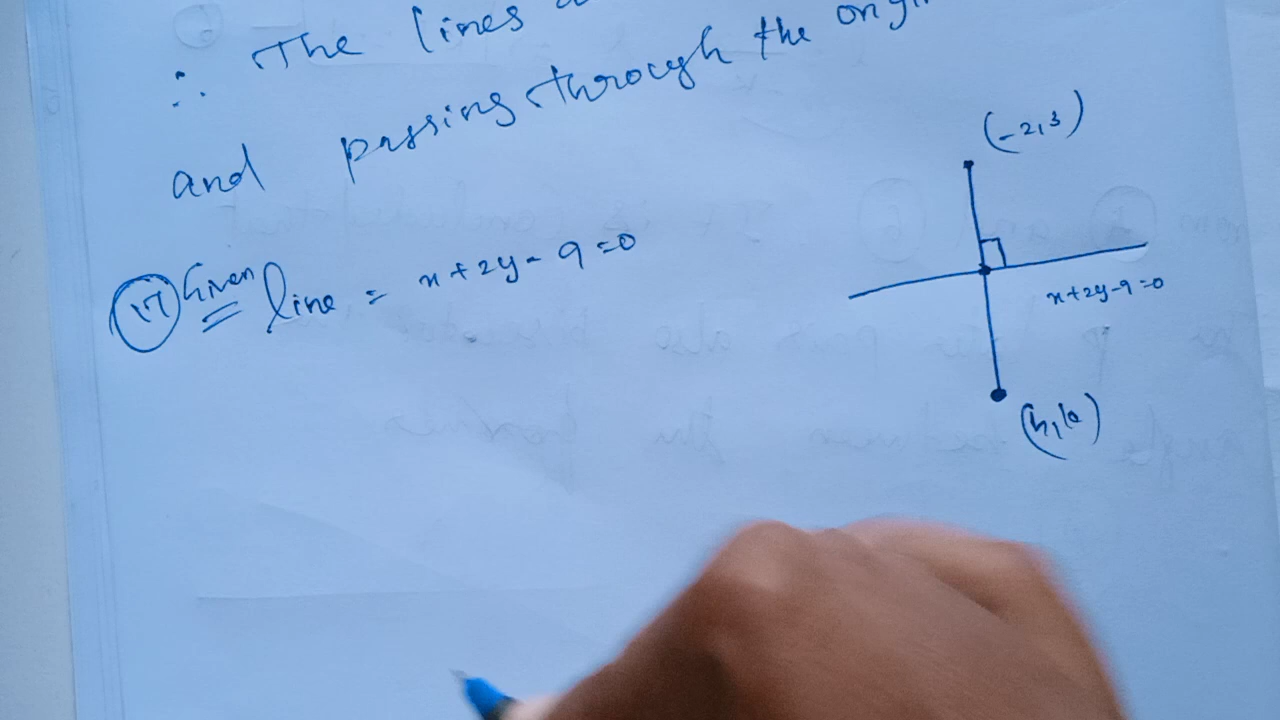 ∴ The lines
and passing through the
(-2,3)
17 Given line = x+2y-9=0
x+2y-9=0
(h,k)